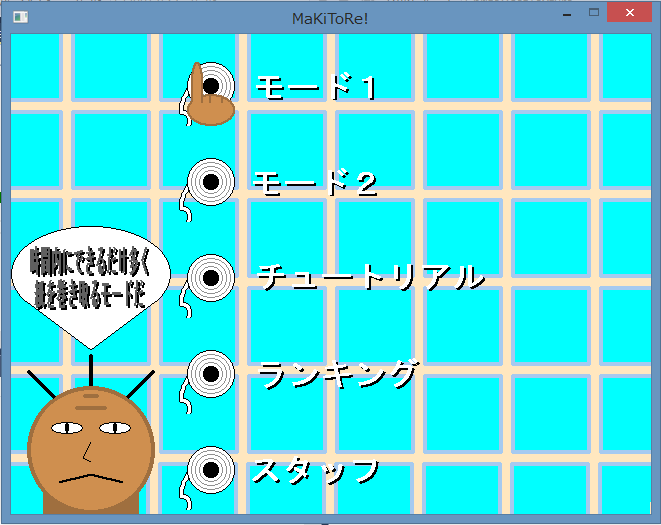 MaKiToRe!
モード１
モード２
時間内にできるだけ多く
紙を巻き取るモードだ
チュートリアル
ランキング
スタッフ